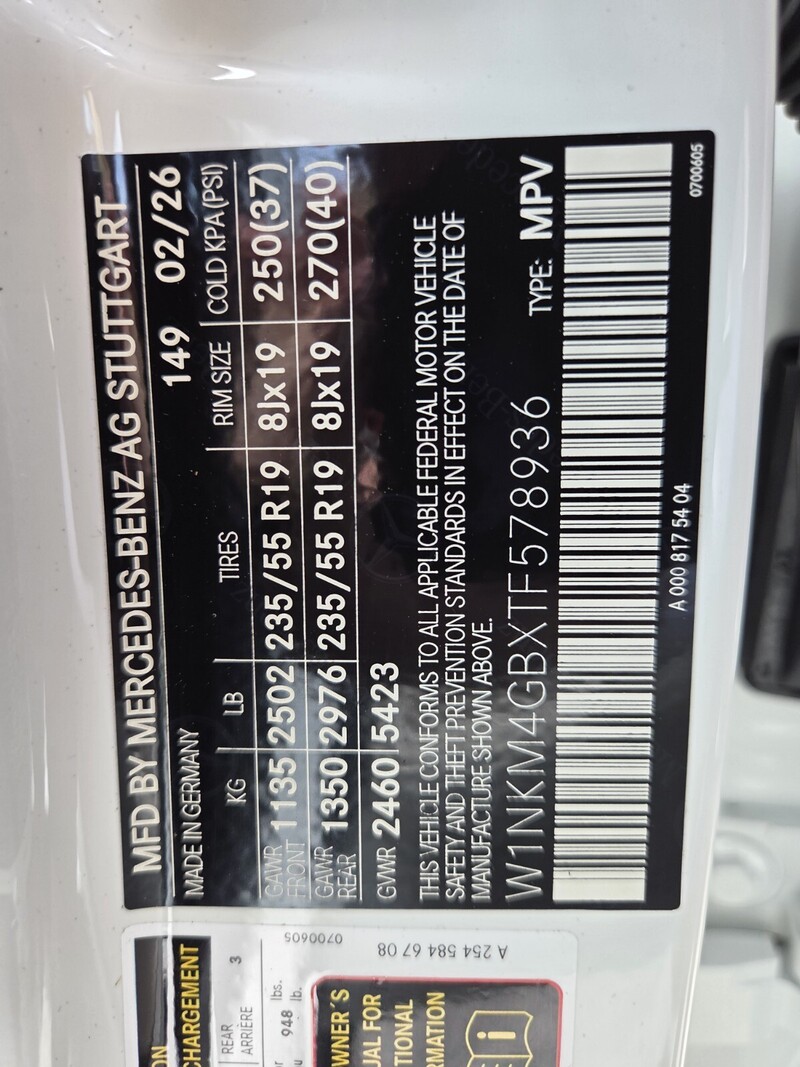 MFD BY MERCEDES-BENZ AG STUTTGART
MADE IN GERMANY 149 02/26
KG LB TIRES RIM SIZE COLD KPA(PSI)
GAWR FRONT 1135 2502 235/55 R19 8Jx19 250(37)
GAWR REAR 1350 2976 235/55 R19 8Jx19 270(40)
GVWR 2460 5423
THIS VEHICLE CONFORMS TO ALL APPLICABLE FEDERAL MOTOR VEHICLE
SAFETY AND THEFT PREVENTION STANDARDS IN EFFECT ON THE DATE OF
MANUFACTURE SHOWN ABOVE.
W1NKM4GBXTF578936 TYPE: MPV
A 000 817 54 04 0700605
CHARGEMENT
REAR
ARRIÈRE 3
lbs.
948 lb.
0700605
A 254 584 67 08